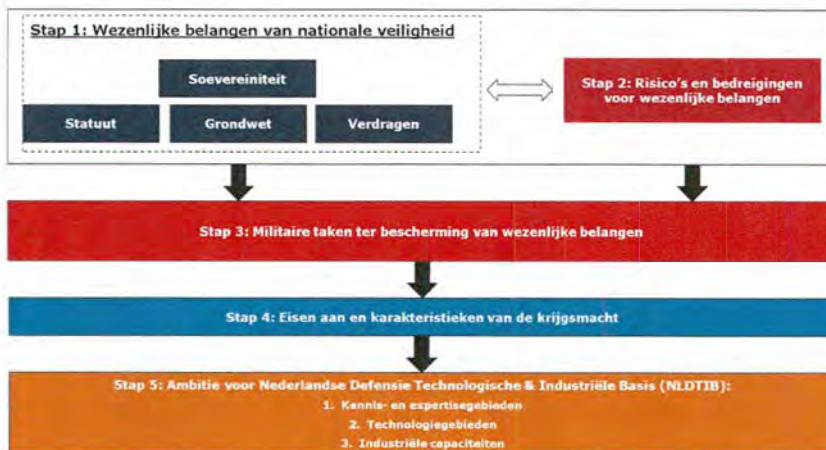 Stap 1: Wezenlijke belangen van nationale veiligheid
Soevereiniteit
Statuut
Grondwet
Verdragen
Stap 2: Risico's en bedreigingen
voor wezenlijke belangen
Stap 3: Militaire taken ter bescherming van wezenlijke belangen
Stap 4: Eisen aan en karakteristieken van de krijgsmacht
Stap 5: Ambitie voor Nederlandse Defensie Technologische & Industriële Basis (NLDTIB):
1. Kennis- en expertisegebieden
2. Technologiegebieden
3. Industriële capaciteiten